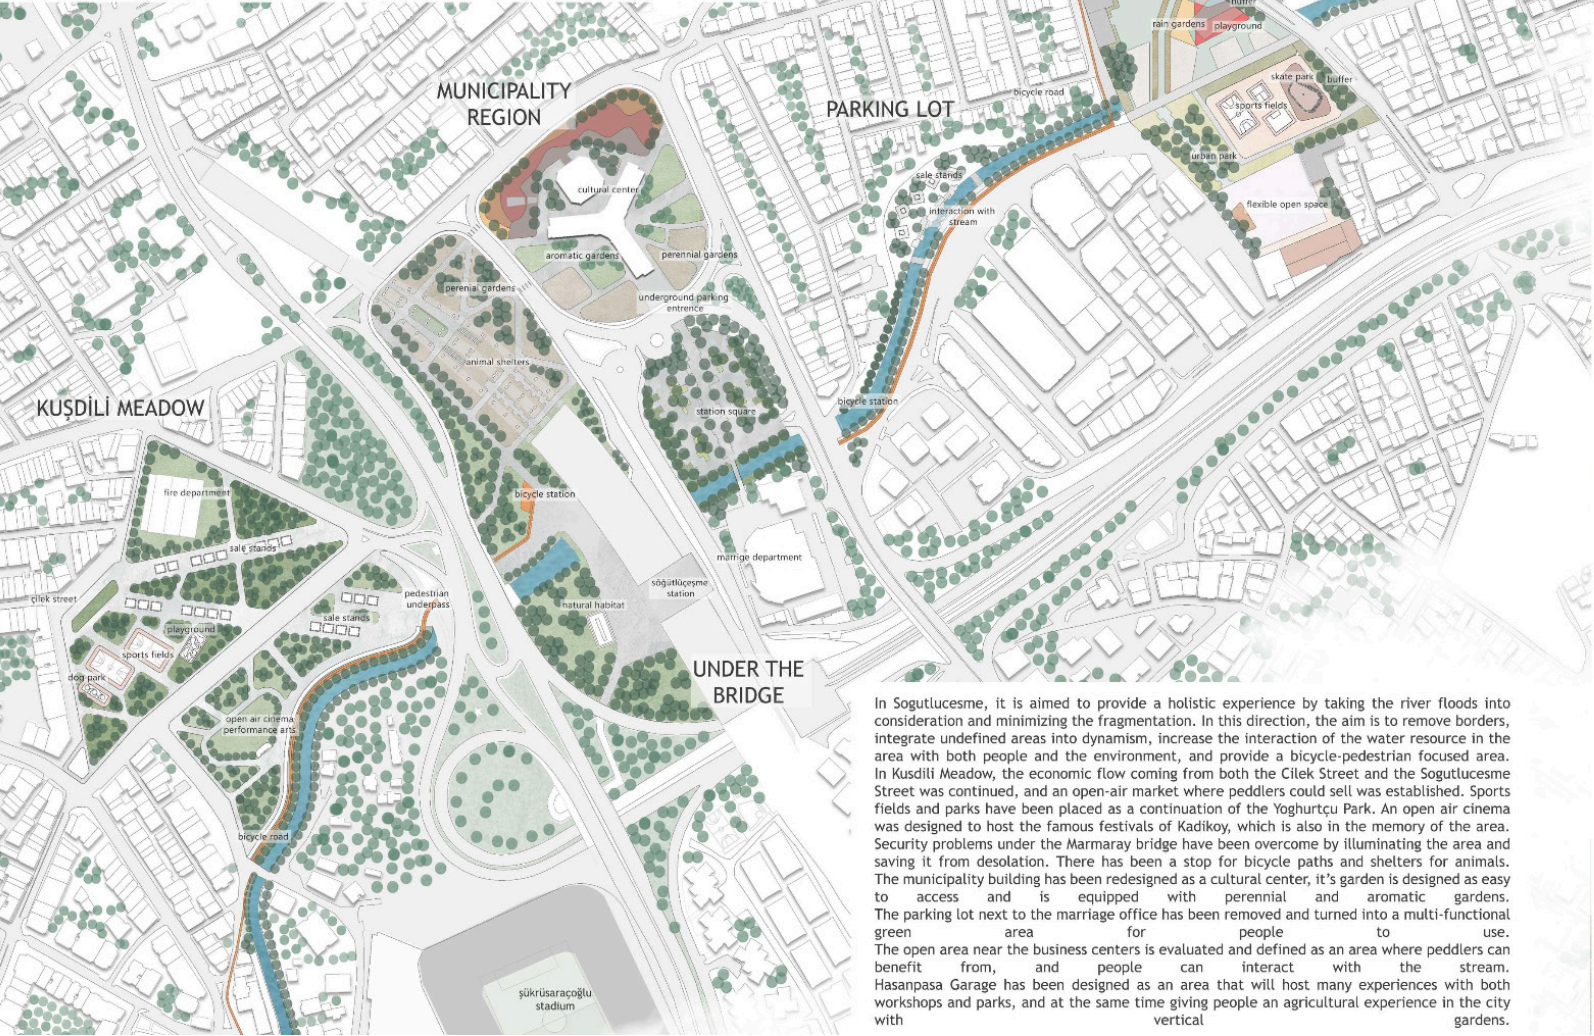 buffer
rain gardens
playground
MUNICIPALITY
REGION
PARKING LOT
bicycle road
skate park
buffer
sports fields
cultural center
sale stands
urban park
interaction with
stream
flexible open space
aromatic gardens
perennial gardens
perenial gardens
underground parking
entrence
animal shelters
KUŞDİLİ MEADOW
station square
bicycle station
fire department
bicycle station
sale stands
marrige department
söğütlüçeşme
station
çilek street
pedestrian
underpass
natural habitat
sale stands
playground
sports fields
dog park
UNDER THE
BRIDGE
open air cinema
performance arts
bicycle road
şükrüsaraçoğlu
stadium
In Sogutlucesme, it is aimed to provide a holistic experience by taking the river floods into
consideration and minimizing the fragmentation. In this direction, the aim is to remove borders,
integrate undefined areas into dynamism, increase the interaction of the water resource in the
area with both people and the environment, and provide a bicycle-pedestrian focused area.
In Kusdili Meadow, the economic flow coming from both the Cilek Street and the Sogutlucesme
Street was continued, and an open-air market where peddlers could sell was established. Sports
fields and parks have been placed as a continuation of the Yoghurtçu Park. An open air cinema
was designed to host the famous festivals of Kadikoy, which is also in the memory of the area.
Security problems under the Marmaray bridge have been overcome by illuminating the area and
saving it from desolation. There has been a stop for bicycle paths and shelters for animals.
The municipality building has been redesigned as a cultural center, it's garden is designed as easy
to access and is equipped with perennial and aromatic gardens.
The parking lot next to the marriage office has been removed and turned into a multi-functional
green area for people to use.
The open area near the business centers is evaluated and defined as an area where peddlers can
benefit from, and people can interact with the stream.
Hasanpasa Garage has been designed as an area that will host many experiences with both
workshops and parks, and at the same time giving people an agricultural experience in the city
with vertical gardens.